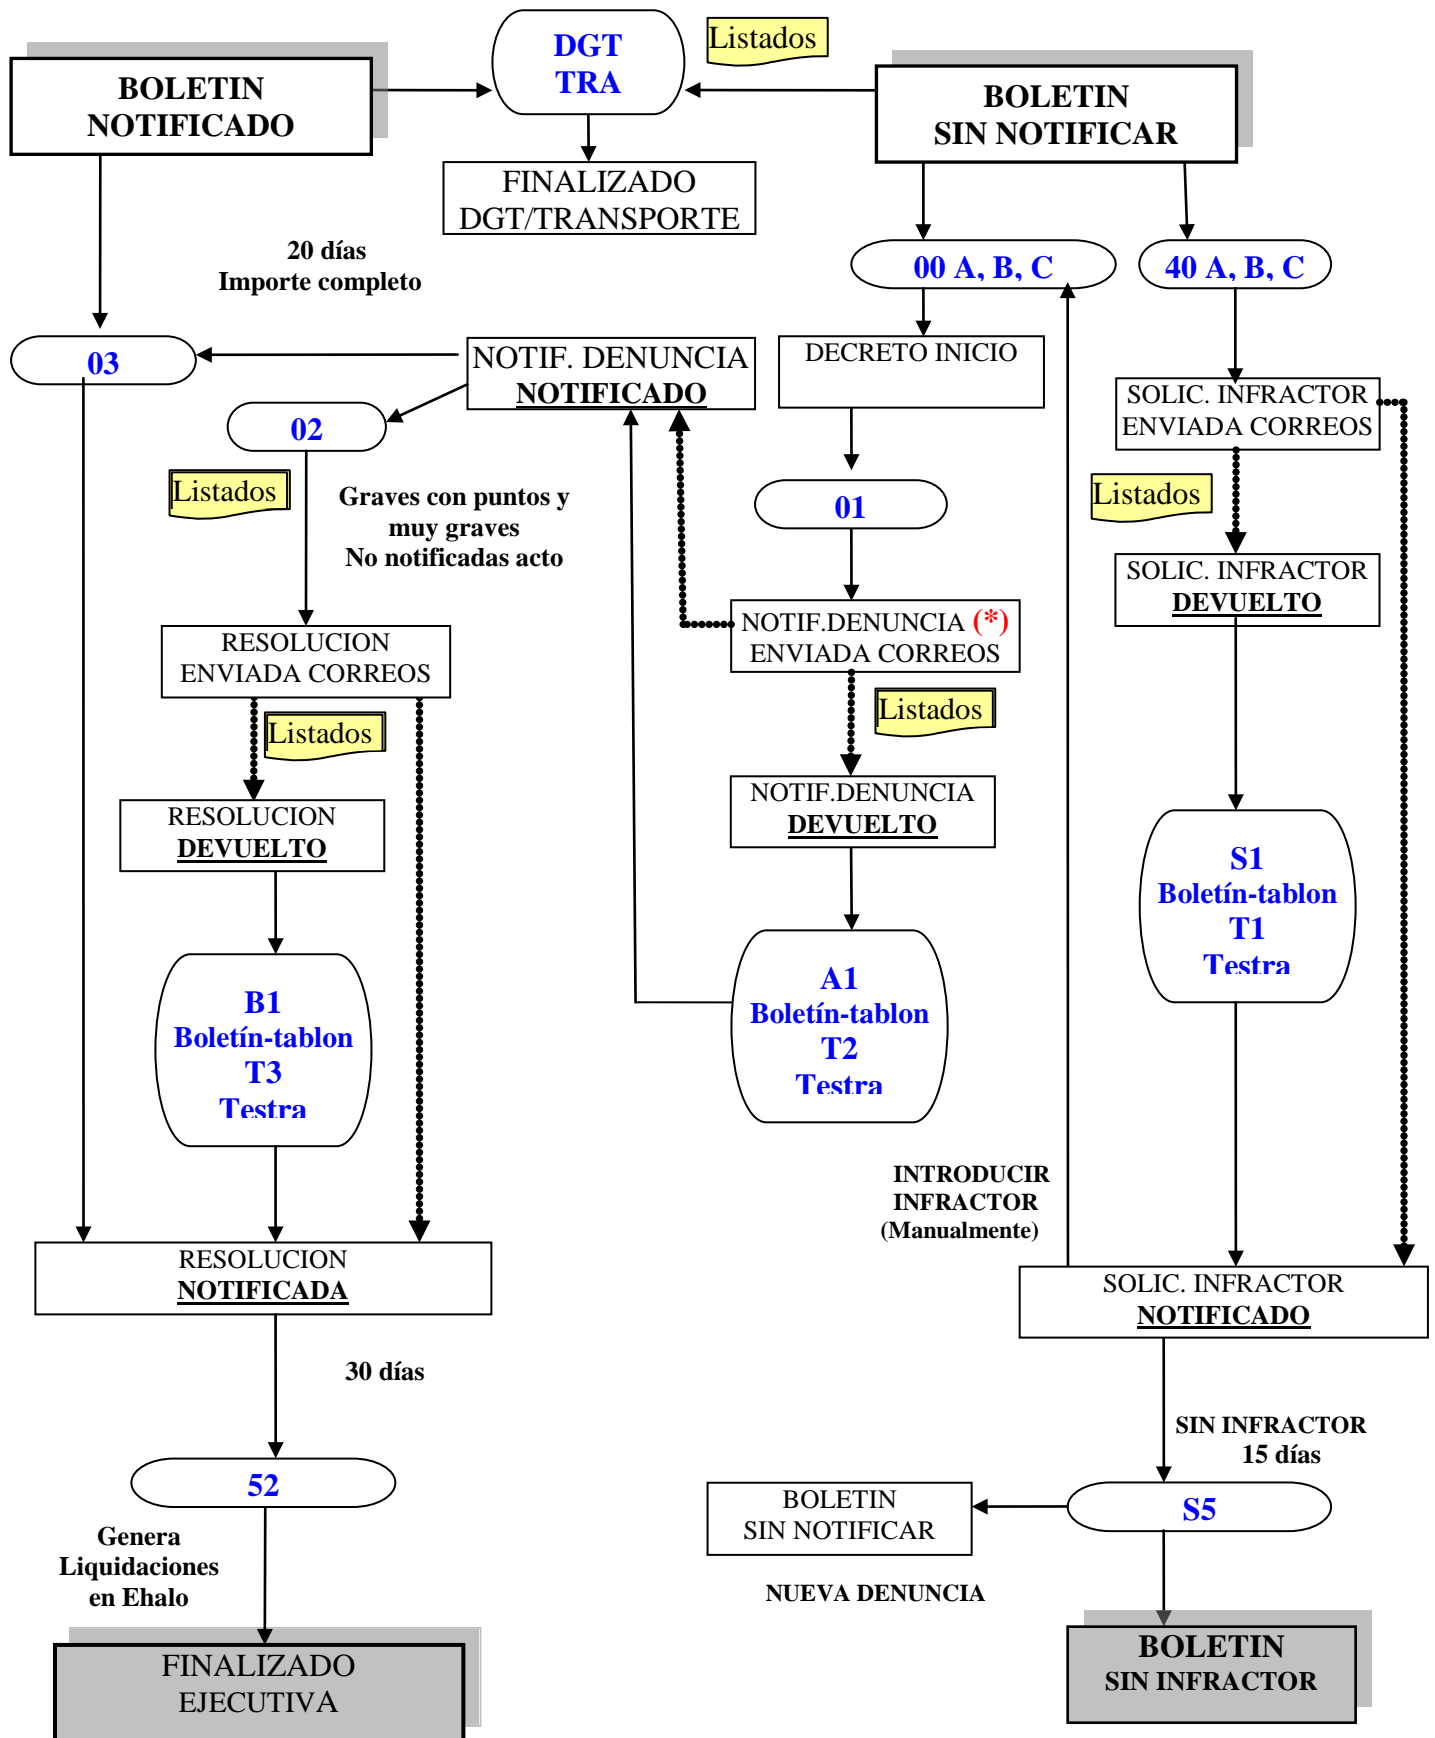 DGT
TRA
Listados
BOLETIN
NOTIFICADO
BOLETIN
SIN NOTIFICAR
FINALIZADO
DGT/TRANSPORTE
20 días
Importe completo
00 A, B, C
40 A, B, C
03
NOTIF. DENUNCIA
NOTIFICADO
DECRETO INICIO
SOLIC. INFRACTOR
ENVIADA CORREOS
02
Listados
Graves con puntos y
muy graves
No notificadas acto
01
Listados
SOLIC. INFRACTOR
DEVUELTO
RESOLUCION
ENVIADA CORREOS
NOTIF.DENUNCIA (*)
ENVIADA CORREOS
Listados
Listados
RESOLUCION
DEVUELTO
NOTIF.DENUNCIA
DEVUELTO
S1
Boletín-tablon
T1
Testra
B1
Boletín-tablon
T3
Testra
A1
Boletín-tablon
T2
Testra
INTRODUCIR
INFRACTOR
(Manualmente)
RESOLUCION
NOTIFICADA
SOLIC. INFRACTOR
NOTIFICADO
30 días
SIN INFRACTOR
15 días
52
BOLETIN
SIN NOTIFICAR
S5
Genera
Liquidaciones
en Ehalo
NUEVA DENUNCIA
FINALIZADO
EJECUTIVA
BOLETIN
SIN INFRACTOR